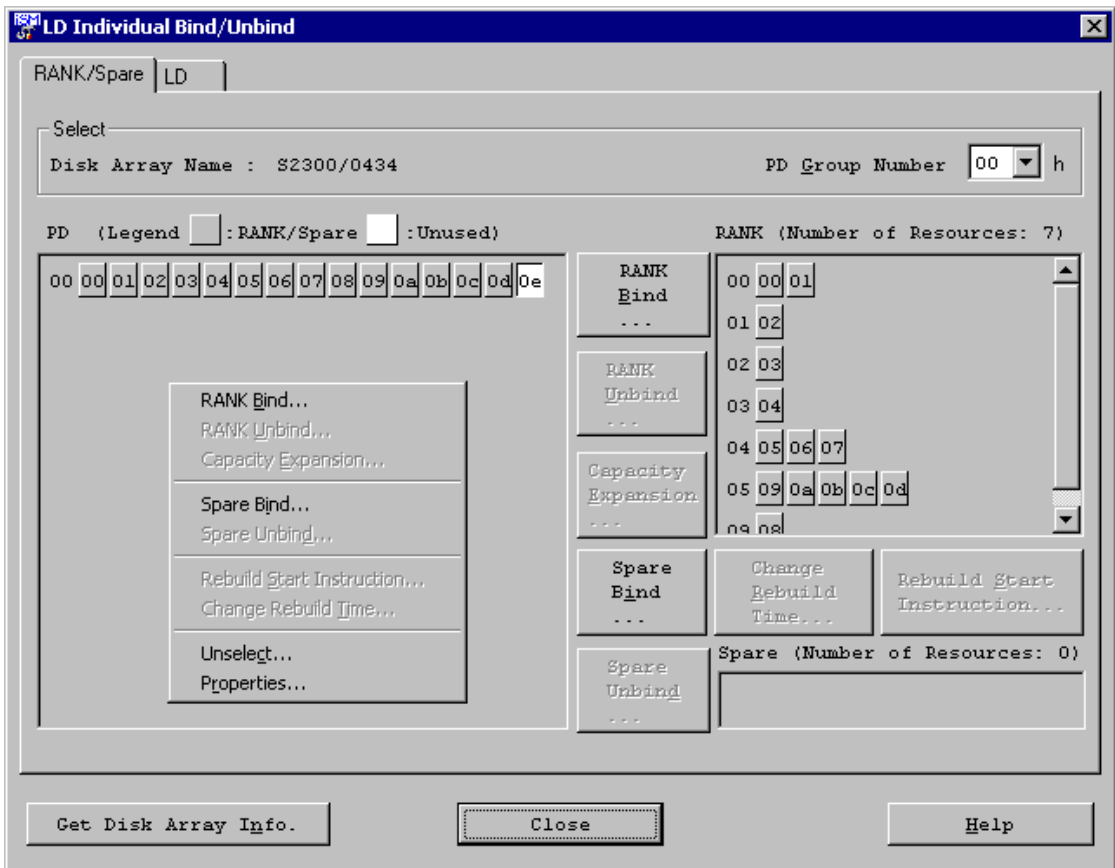 LD Individual Bind/Unbind
RANK/Spare LD
Select
Disk Array Name : S2300/0434 PD Group Number 00 h
PD (Legend :RANK/Spare :Unused)
00 00 01 02 03 04 05 06 07 08 09 0a 0b 0c 0d 0e
RANK Bind...
RANK Unbind...
Capacity Expansion...
Spare Bind...
Spare Unbind...
Rebuild Start Instruction...
Change Rebuild Time...
Unselect...
Properties...
RANK
Bind
...
RANK
Unbind
...
Capacity
Expansion
...
Spare
Bind
...
Spare
Unbind
...
RANK (Number of Resources: 7)
00 00 01
01 02
02 03
03 04
04 05 06 07
05 09 0a 0b 0c 0d
09 08
Change
Rebuild
Time...
Rebuild Start
Instruction...
Spare (Number of Resources: 0)
Get Disk Array Info. Close Help